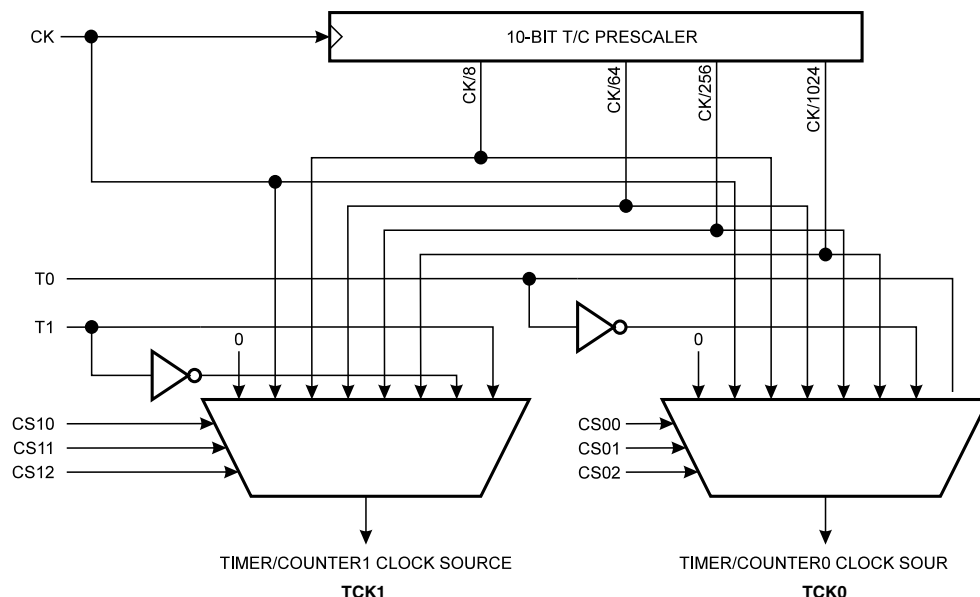 CK
10-BIT T/C PRESCALER
CK/8
CK/64
CK/256
CK/1024
T0
T1
0
0
CS10
CS11
CS12
CS00
CS01
CS02
TIMER/COUNTER1 CLOCK SOURCE
TCK1
TIMER/COUNTER0 CLOCK SOUR
TCK0